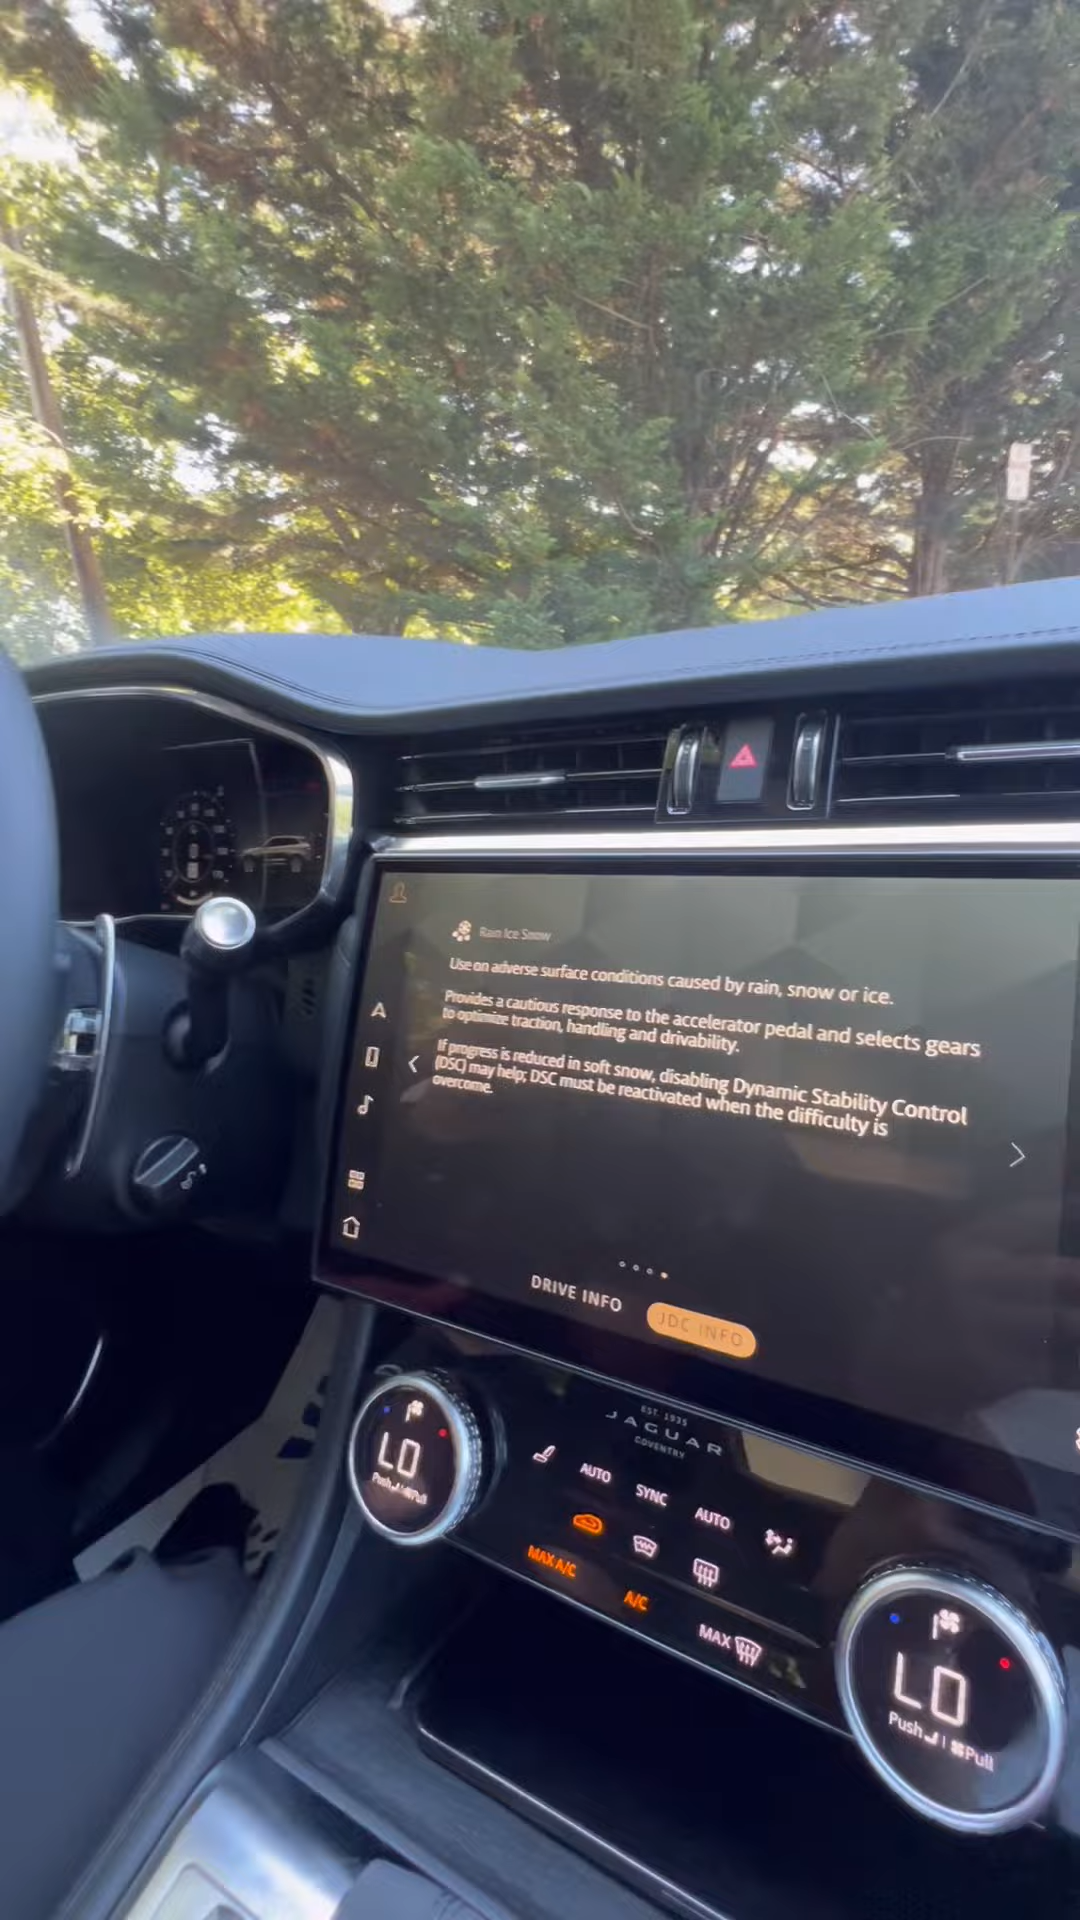 Rain Ice Snow
Use on adverse surface conditions caused by rain, snow or ice.
Provides a cautious response to the accelerator pedal and selects gears
to optimize traction, handling and drivability.
If progress is reduced in soft snow, disabling Dynamic Stability Control
(DSC) may help; DSC must be reactivated when the difficulty is
overcome.
DRIVE INFO
JDC INFO
EST. 1935
JAGUAR
COVENTRY
LO
Push Pull
AUTO
SYNC
AUTO
MAX A/C
A/C
MAX
LO
Push | Pull